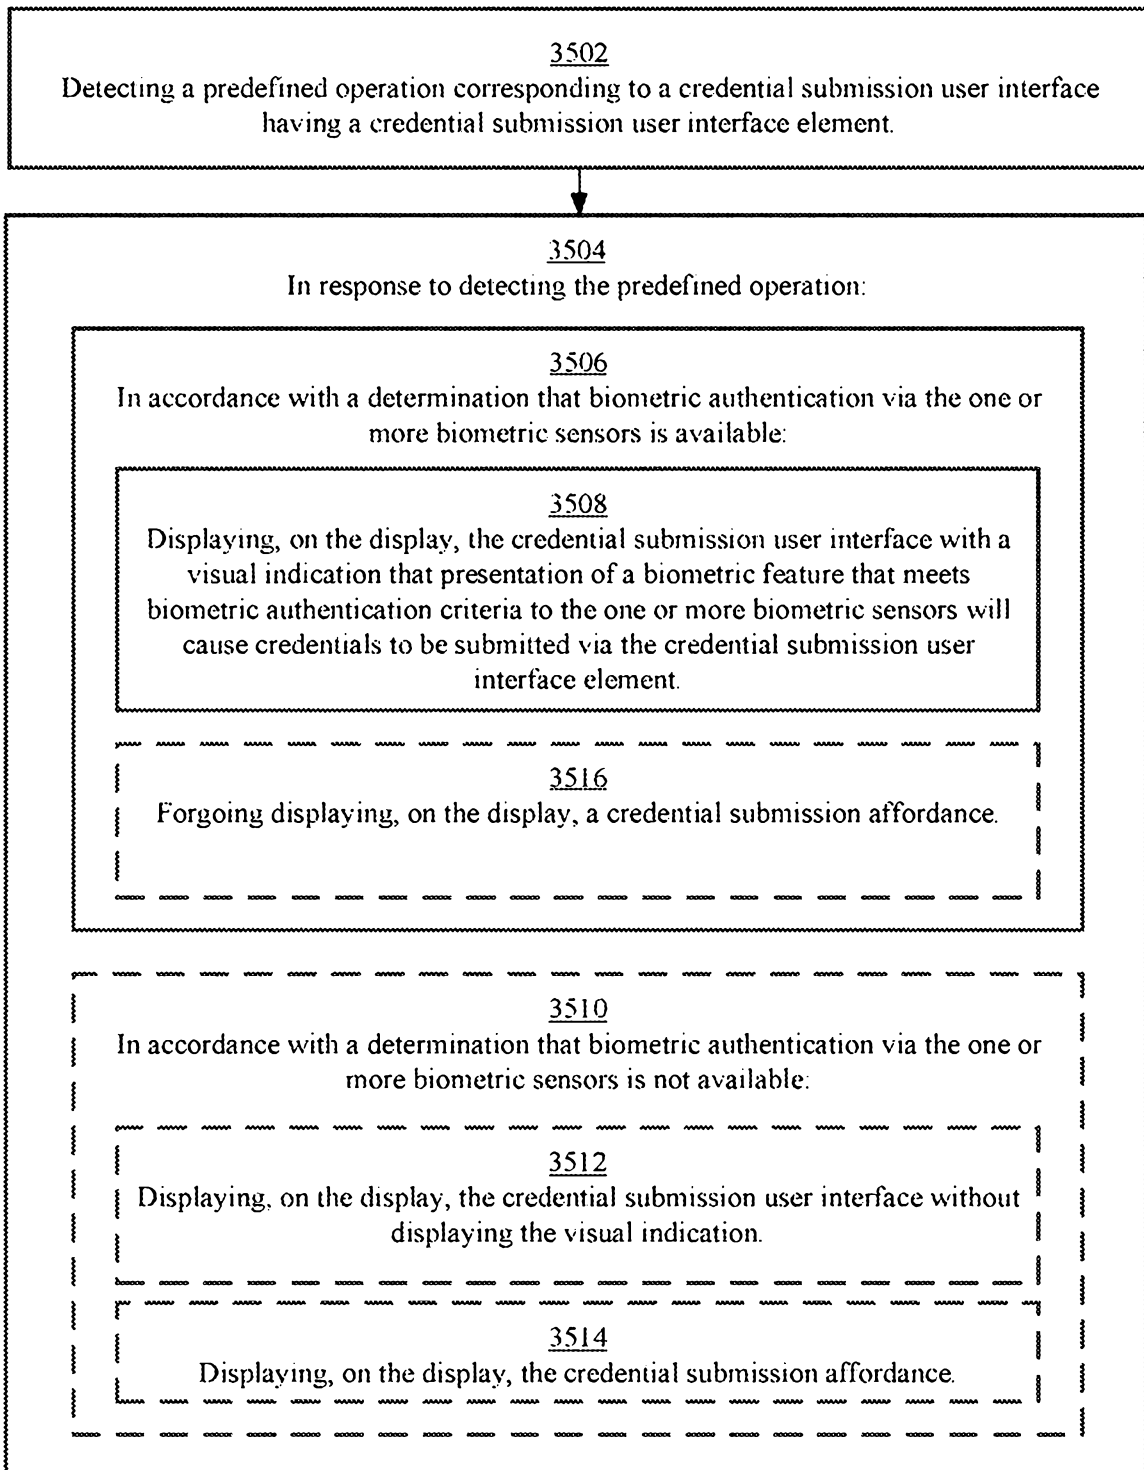 3502
Detecting a predefined operation corresponding to a credential submission user interface
having a credential submission user interface element.
3504
In response to detecting the predefined operation:
3506
In accordance with a determination that biometric authentication via the one or
more biometric sensors is available:
3508
Displaying, on the display, the credential submission user interface with a
visual indication that presentation of a biometric feature that meets
biometric authentication criteria to the one or more biometric sensors will
cause credentials to be submitted via the credential submission user
interface element.
3516
Forgoing displaying, on the display, a credential submission affordance.
3510
In accordance with a determination that biometric authentication via the one or
more biometric sensors is not available:
3512
Displaying, on the display, the credential submission user interface without
displaying the visual indication.
3514
Displaying, on the display, the credential submission affordance.